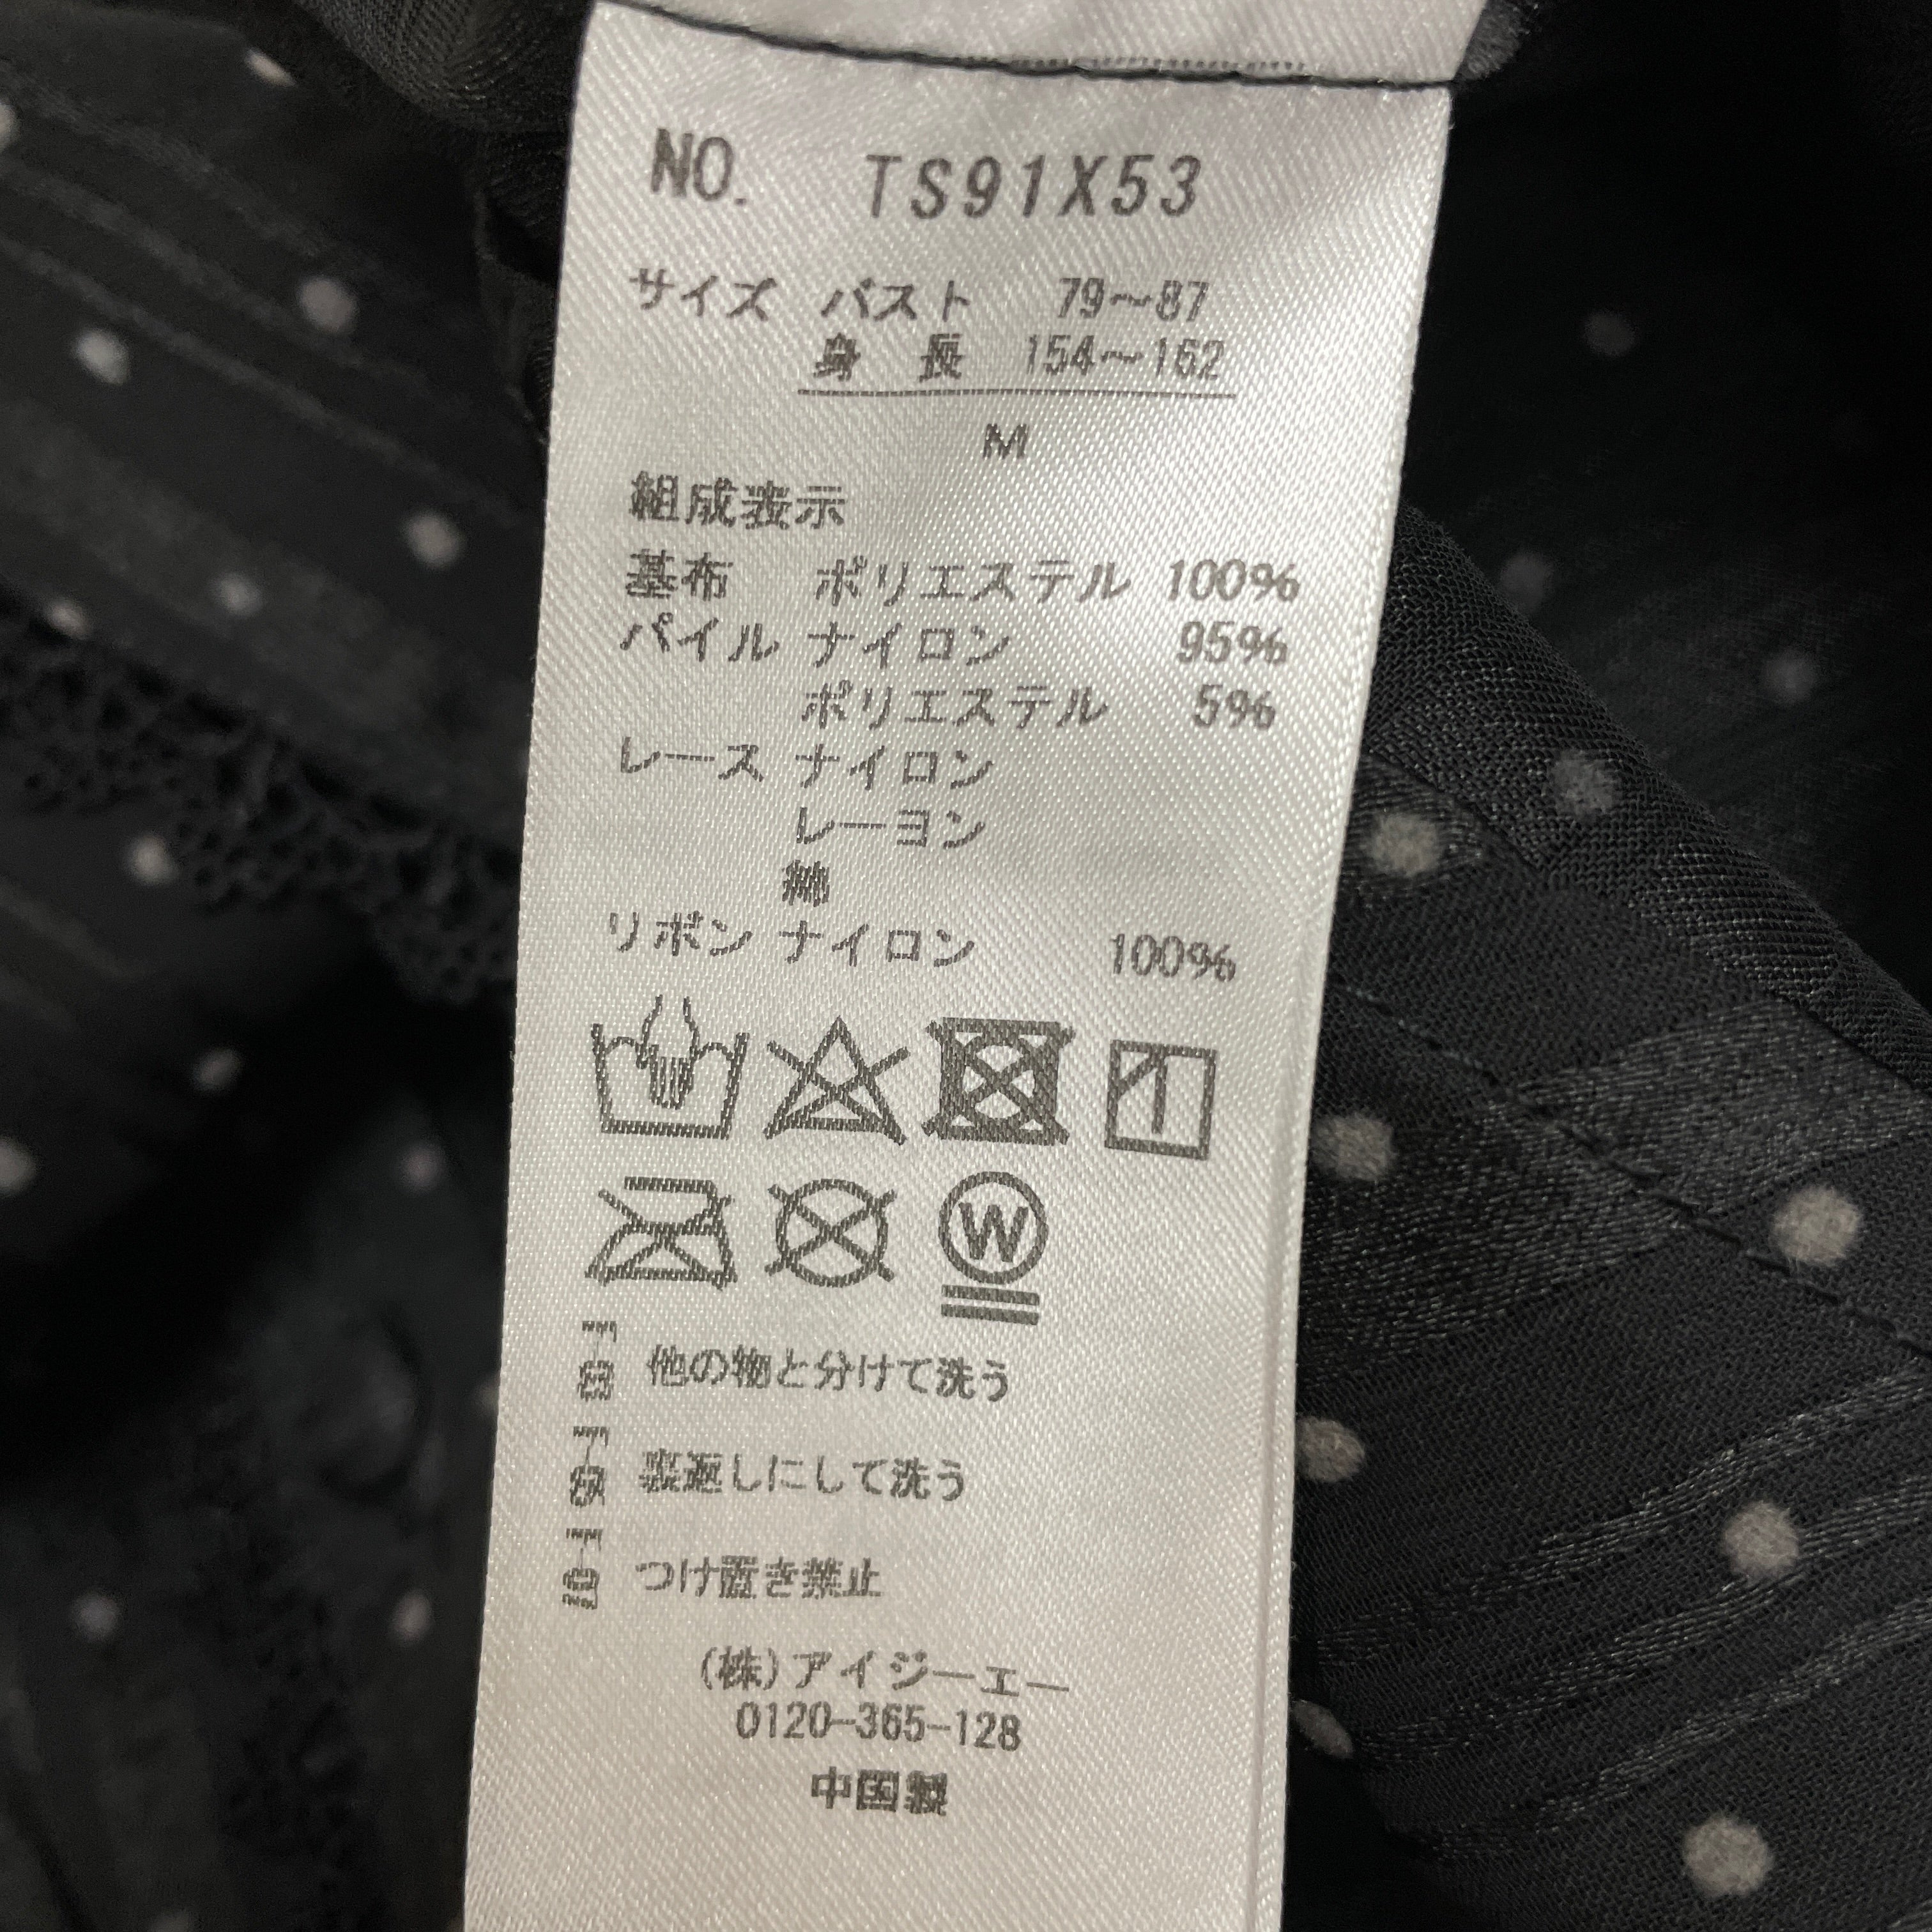 NO. TS91X53
サイズ バスト 79～87
身 長 154～162
M
組成表示
基布 ポリエステル 100%
パイル ナイロン 95%
ポリエステル 5%
レース ナイロン
レーヨン
綿
リボン ナイロン 100%
W
他の物と分けて洗う
裏返しにして洗う
つけ置き禁止
(株)アイジーエー
0120-365-128
中国製